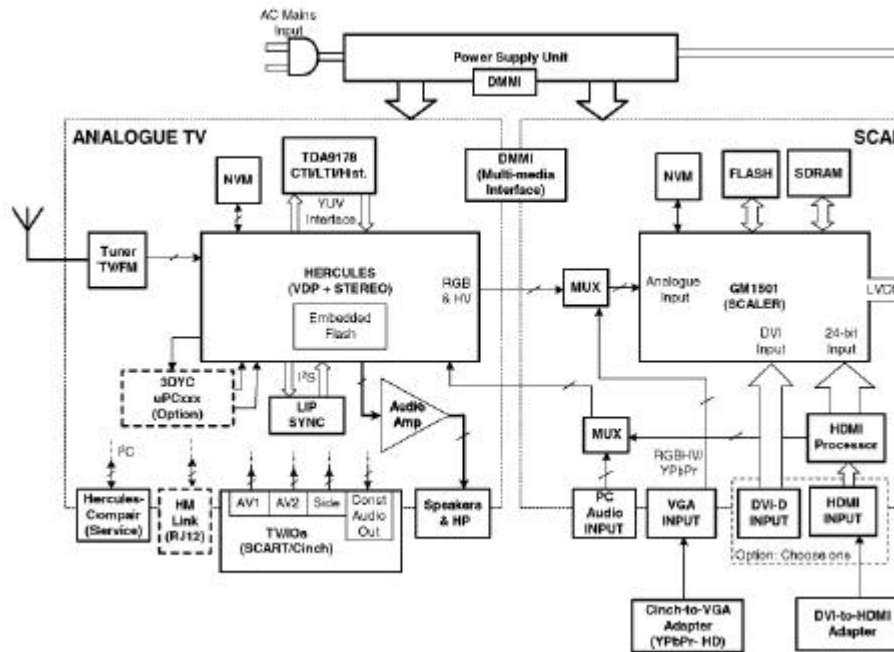 AC Mains
Input
Power Supply Unit
DMMI
ANALOGUE TV
SCA
TDA9178
CTI/LTI/Hist.
NVM
YUV
Interface
DMMI
(Multi-media
Interface)
NVM
FLASH
SDRAM
Tuner
TV/FM
HERCULES
(VDP + STEREO)
RGB
& HV
Embedded
Flash
MUX
Analogue
Input
GM1501
(SCALER)
DVI
Input
24-bit
Input
3DYC
uPCxxx
(Option)
I²S
LIP
SYNC
Audio
Amp
MUX
HDMI
Processor
I²C
RGBHV/
YPbPr
Hercules-
Compair
(Service)
HM
Link
(RJ12)
AV1
AV2
Side
Const
Audio
Out
TV/IOs
(SCART/Cinch)
Speakers
& HP
PC
Audio
INPUT
VGA
INPUT
DVI-D
INPUT
HDMI
INPUT
Option: Choose one
Cinch-to-VGA
Adapter
(YPbPr- HD)
DVI-to-HDMI
Adapter